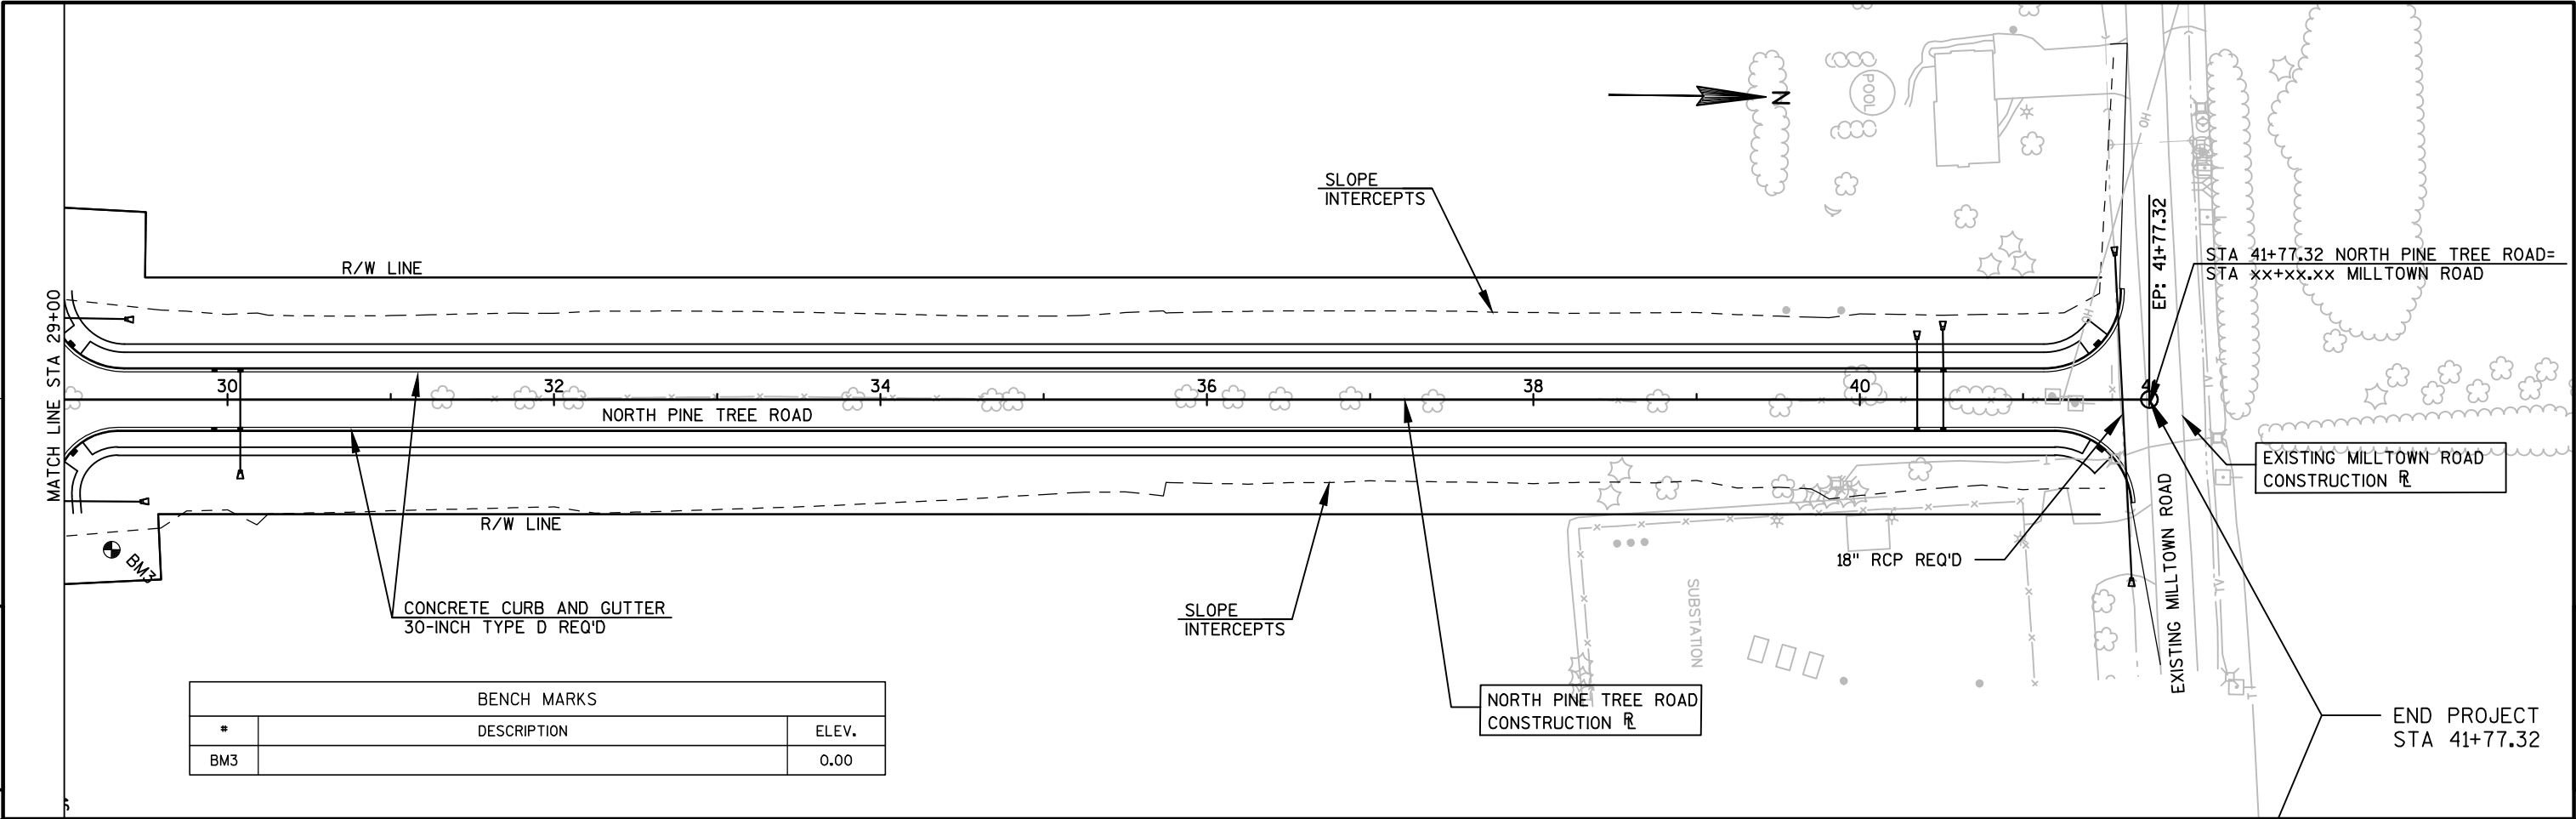 MATCH LINE STA 29+00
R/W LINE
SLOPE
INTERCEPTS
N
POOL
OH
OH
EP: 41+77.32
STA 41+77.32 NORTH PINE TREE ROAD=
STA xx+xx.xx MILLTOWN ROAD
30
32
34
36
38
40
NORTH PINE TREE ROAD
R/W LINE
BM3
CONCRETE CURB AND GUTTER
30-INCH TYPE D REQ'D
SLOPE
INTERCEPTS
NORTH PINE TREE ROAD
CONSTRUCTION
SUBSTATION
18" RCP REQ'D
EXISTING MILLTOWN ROAD
EXISTING MILLTOWN ROAD
CONSTRUCTION
END PROJECT
STA 41+77.32
BENCH MARKS
# DESCRIPTION ELEV.
BM3 0.00